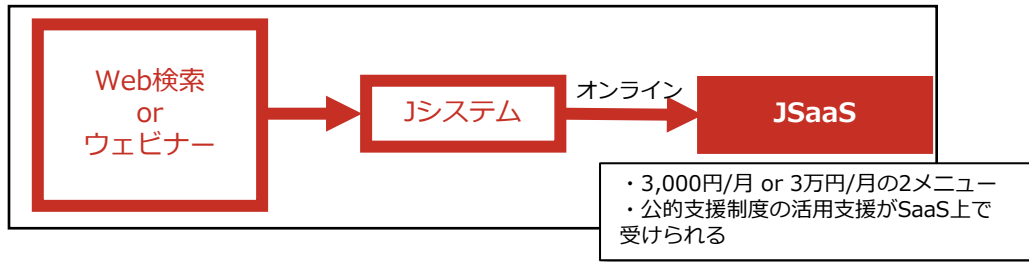 Web検索
or
ウェビナー
Jシステム
オンライン
JSaaS
・3,000円/月 or 3万円/月の2メニュー
・公的支援制度の活用支援がSaaS上で
受けられる